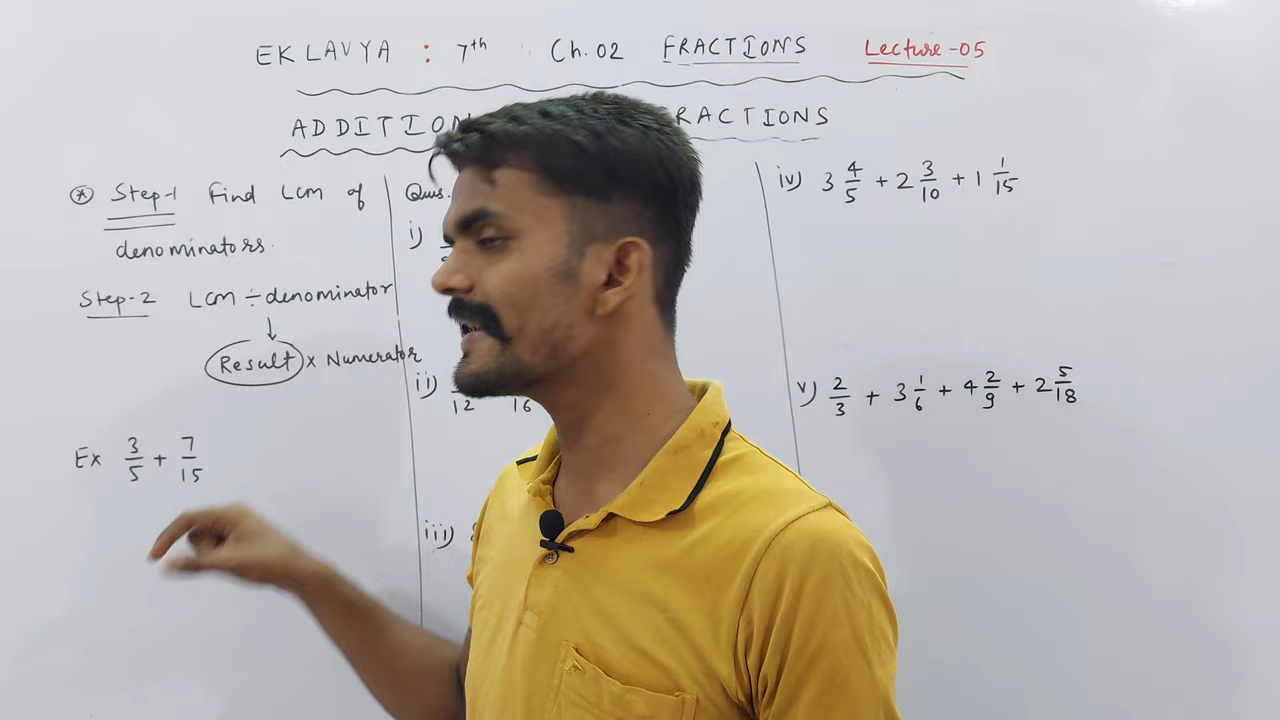 EKLAVYA : 7th Ch. 02 FRACTIONS Lecture-05
ADDITION RACTIONS
* Step-1 Find LCM of
denominators.
Step-2 LCM ÷ denominator
↓
Result × Numerator
Ex 3/5 + 7/15
Ques.
i)
ii) 12 16
iii)
iv) 3 4/5 + 2 3/10 + 1 1/15
v) 2/3 + 3 1/6 + 4 2/9 + 2 5/18